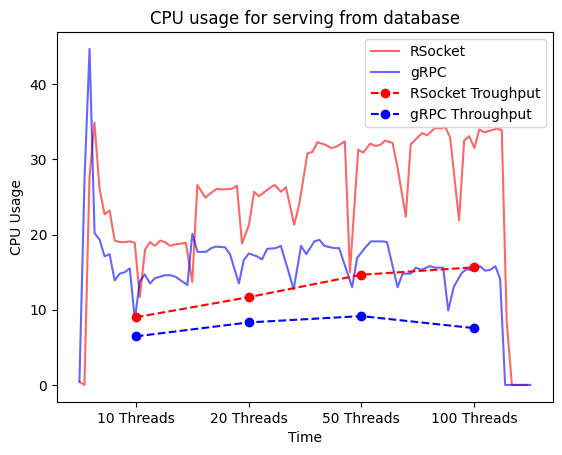 CPU usage for serving from database
RSocket
gRPC
RSocket Troughput
gRPC Throughput
CPU Usage
40
30
20
10
0
10 Threads
20 Threads
50 Threads
100 Threads
Time